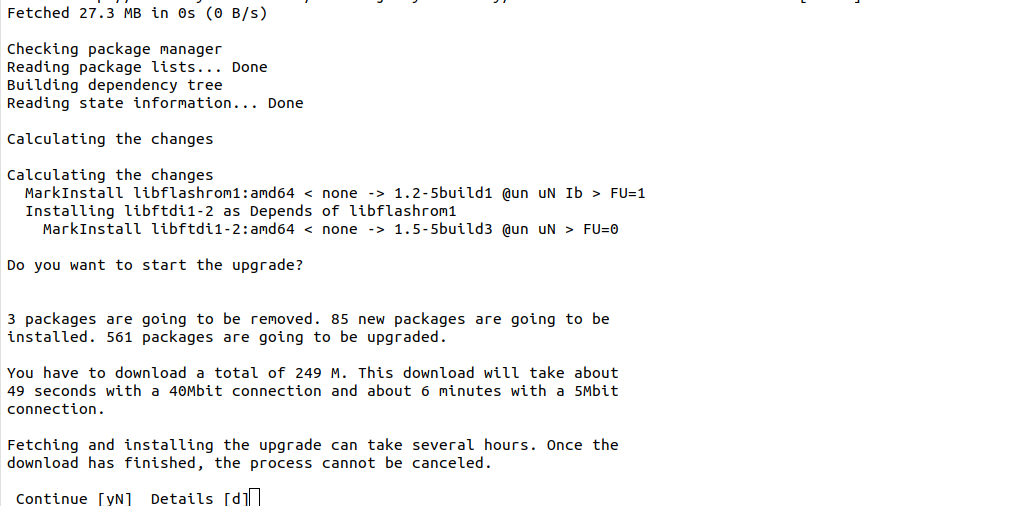 Fetched 27.3 MB in 0s (0 B/s)
Checking package manager
Reading package lists... Done
Building dependency tree
Reading state information... Done
Calculating the changes
Calculating the changes
MarkInstall libflashrom1:amd64 < none -> 1.2-5build1 @un uN Ib > FU=1
Installing libftdi1-2 as Depends of libflashrom1
MarkInstall libftdi1-2:amd64 < none -> 1.5-5build3 @un uN > FU=0
Do you want to start the upgrade?
3 packages are going to be removed. 85 new packages are going to be
installed. 561 packages are going to be upgraded.
You have to download a total of 249 M. This download will take about
49 seconds with a 40Mbit connection and about 6 minutes with a 5Mbit
connection.
Fetching and installing the upgrade can take several hours. Once the
download has finished, the process cannot be canceled.
Continue [yN]  Details [d]